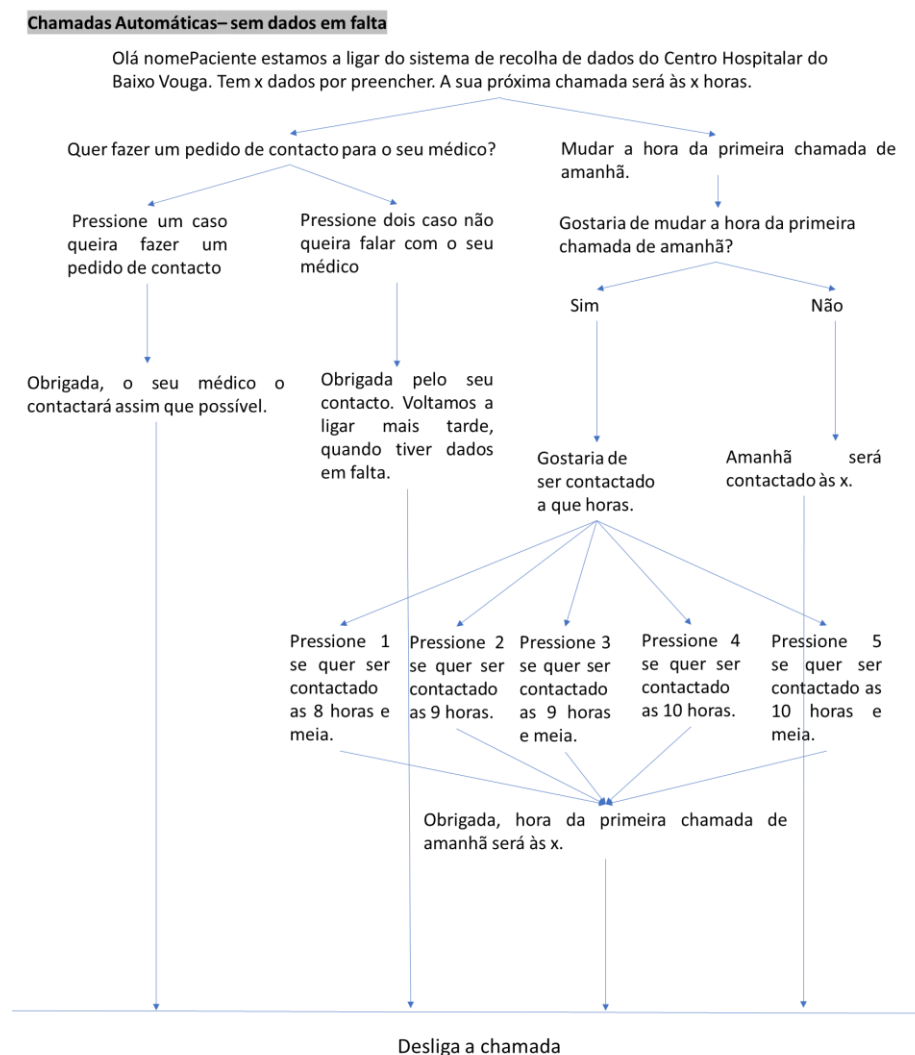 Chamadas Automáticas– sem dados em falta
Olá nomePaciente estamos a ligar do sistema de recolha de dados do Centro Hospitalar do
Baixo Vouga. Tem x dados por preencher. A sua próxima chamada será às x horas.
Quer fazer um pedido de contacto para o seu médico?
Mudar a hora da primeira chamada de
amanhã.
Pressione um caso
queira fazer um
pedido de contacto
Pressione dois caso não
queira falar com o seu
médico
Gostaria de mudar a hora da primeira
chamada de amanhã?
Sim
Não
Obrigada, o seu médico o
contactará assim que possível.
Obrigada pelo seu
contacto. Voltamos a
ligar mais tarde,
quando tiver dados
em falta.
Gostaria de
ser contactado
a que horas.
Amanhã será
contactado às x.
Pressione 1
se quer ser
contactado
as 8 horas e
meia.
Pressione 2
se quer ser
contactado
as 9 horas.
Pressione 3
se quer ser
contactado
as 9 horas
e meia.
Pressione 4
se quer ser
contactado
as 10 horas.
Pressione 5
se quer ser
contactado as
10 horas e
meia.
Obrigada, hora da primeira chamada de
amanhã será às x.
Desliga a chamada